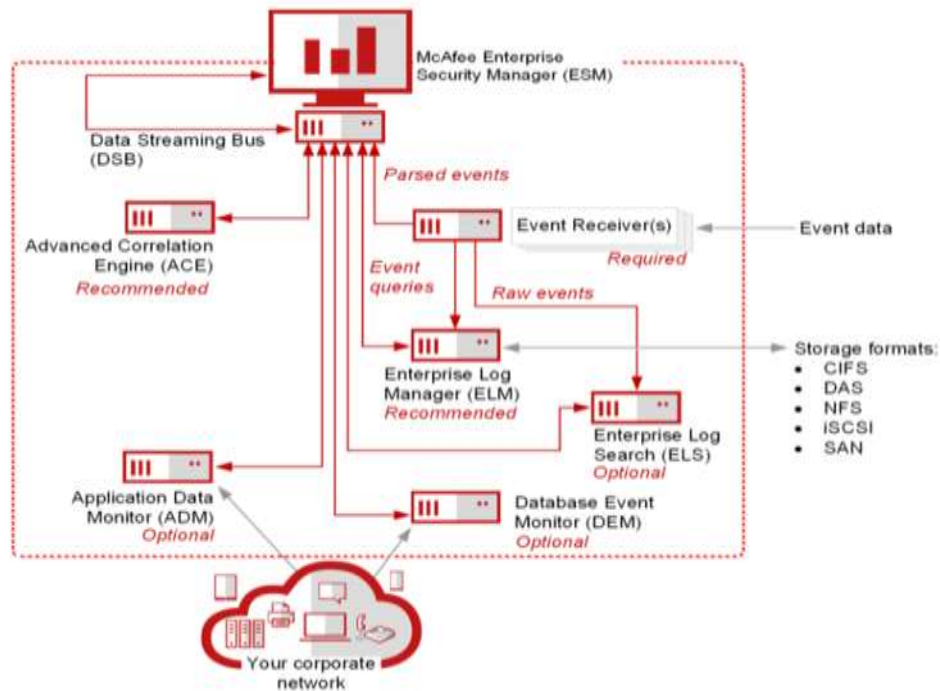 McAfee Enterprise
Security Manager (ESM)
Data Streaming Bus
(DSB)
Parsed events
Advanced Correlation
Engine (ACE)
Recommended
Event Receiver(s)
Required
Event data
Event
queries
Raw events
Enterprise Log
Manager (ELM)
Recommended
Storage formats:
• CIFS
• DAS
• NFS
• iSCSI
• SAN
Enterprise Log
Search (ELS)
Optional
Application Data
Monitor (ADM)
Optional
Database Event
Monitor (DEM)
Optional
Your corporate
network